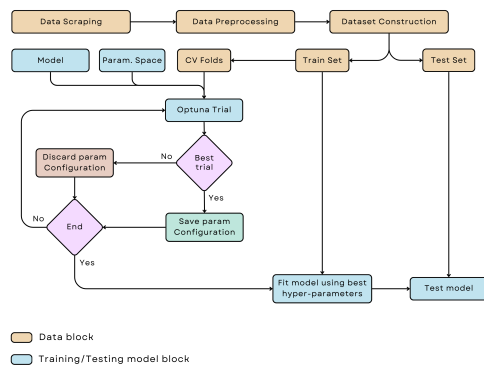 Data Scraping
Data Preprocessing
Dataset Construction
Model
Param. Space
CV Folds
Train Set
Test Set
Optuna Trial
Best
trial
No
Yes
Discard param
Configuration
Save param
Configuration
End
No
Yes
Fit model using best
hyper-parameters
Test model
Data block
Training/Testing model block